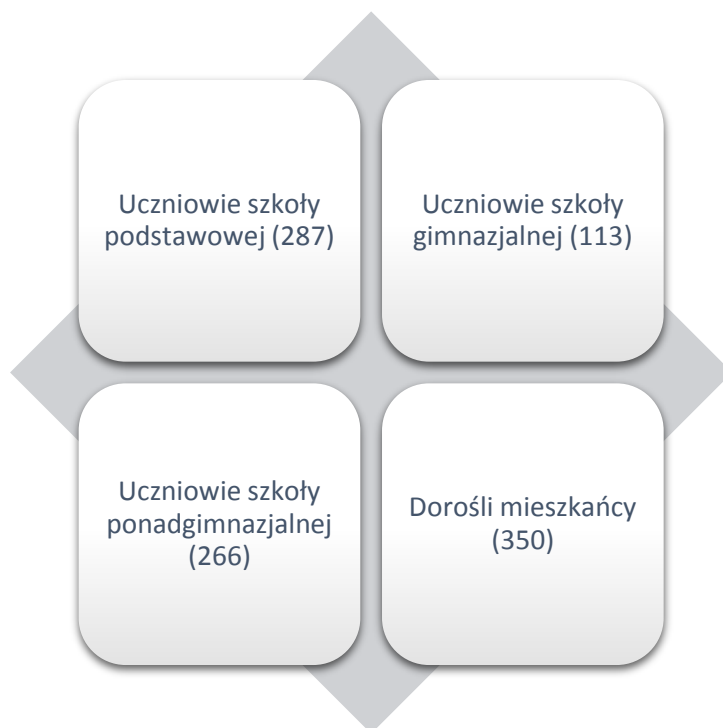 Uczniowie szkoły
podstawowej (287)
Uczniowie szkoły
gimnazjalnej (113)
Uczniowie szkoły
ponadgimnazjalnej
(266)
Dorośli mieszkańcy
(350)